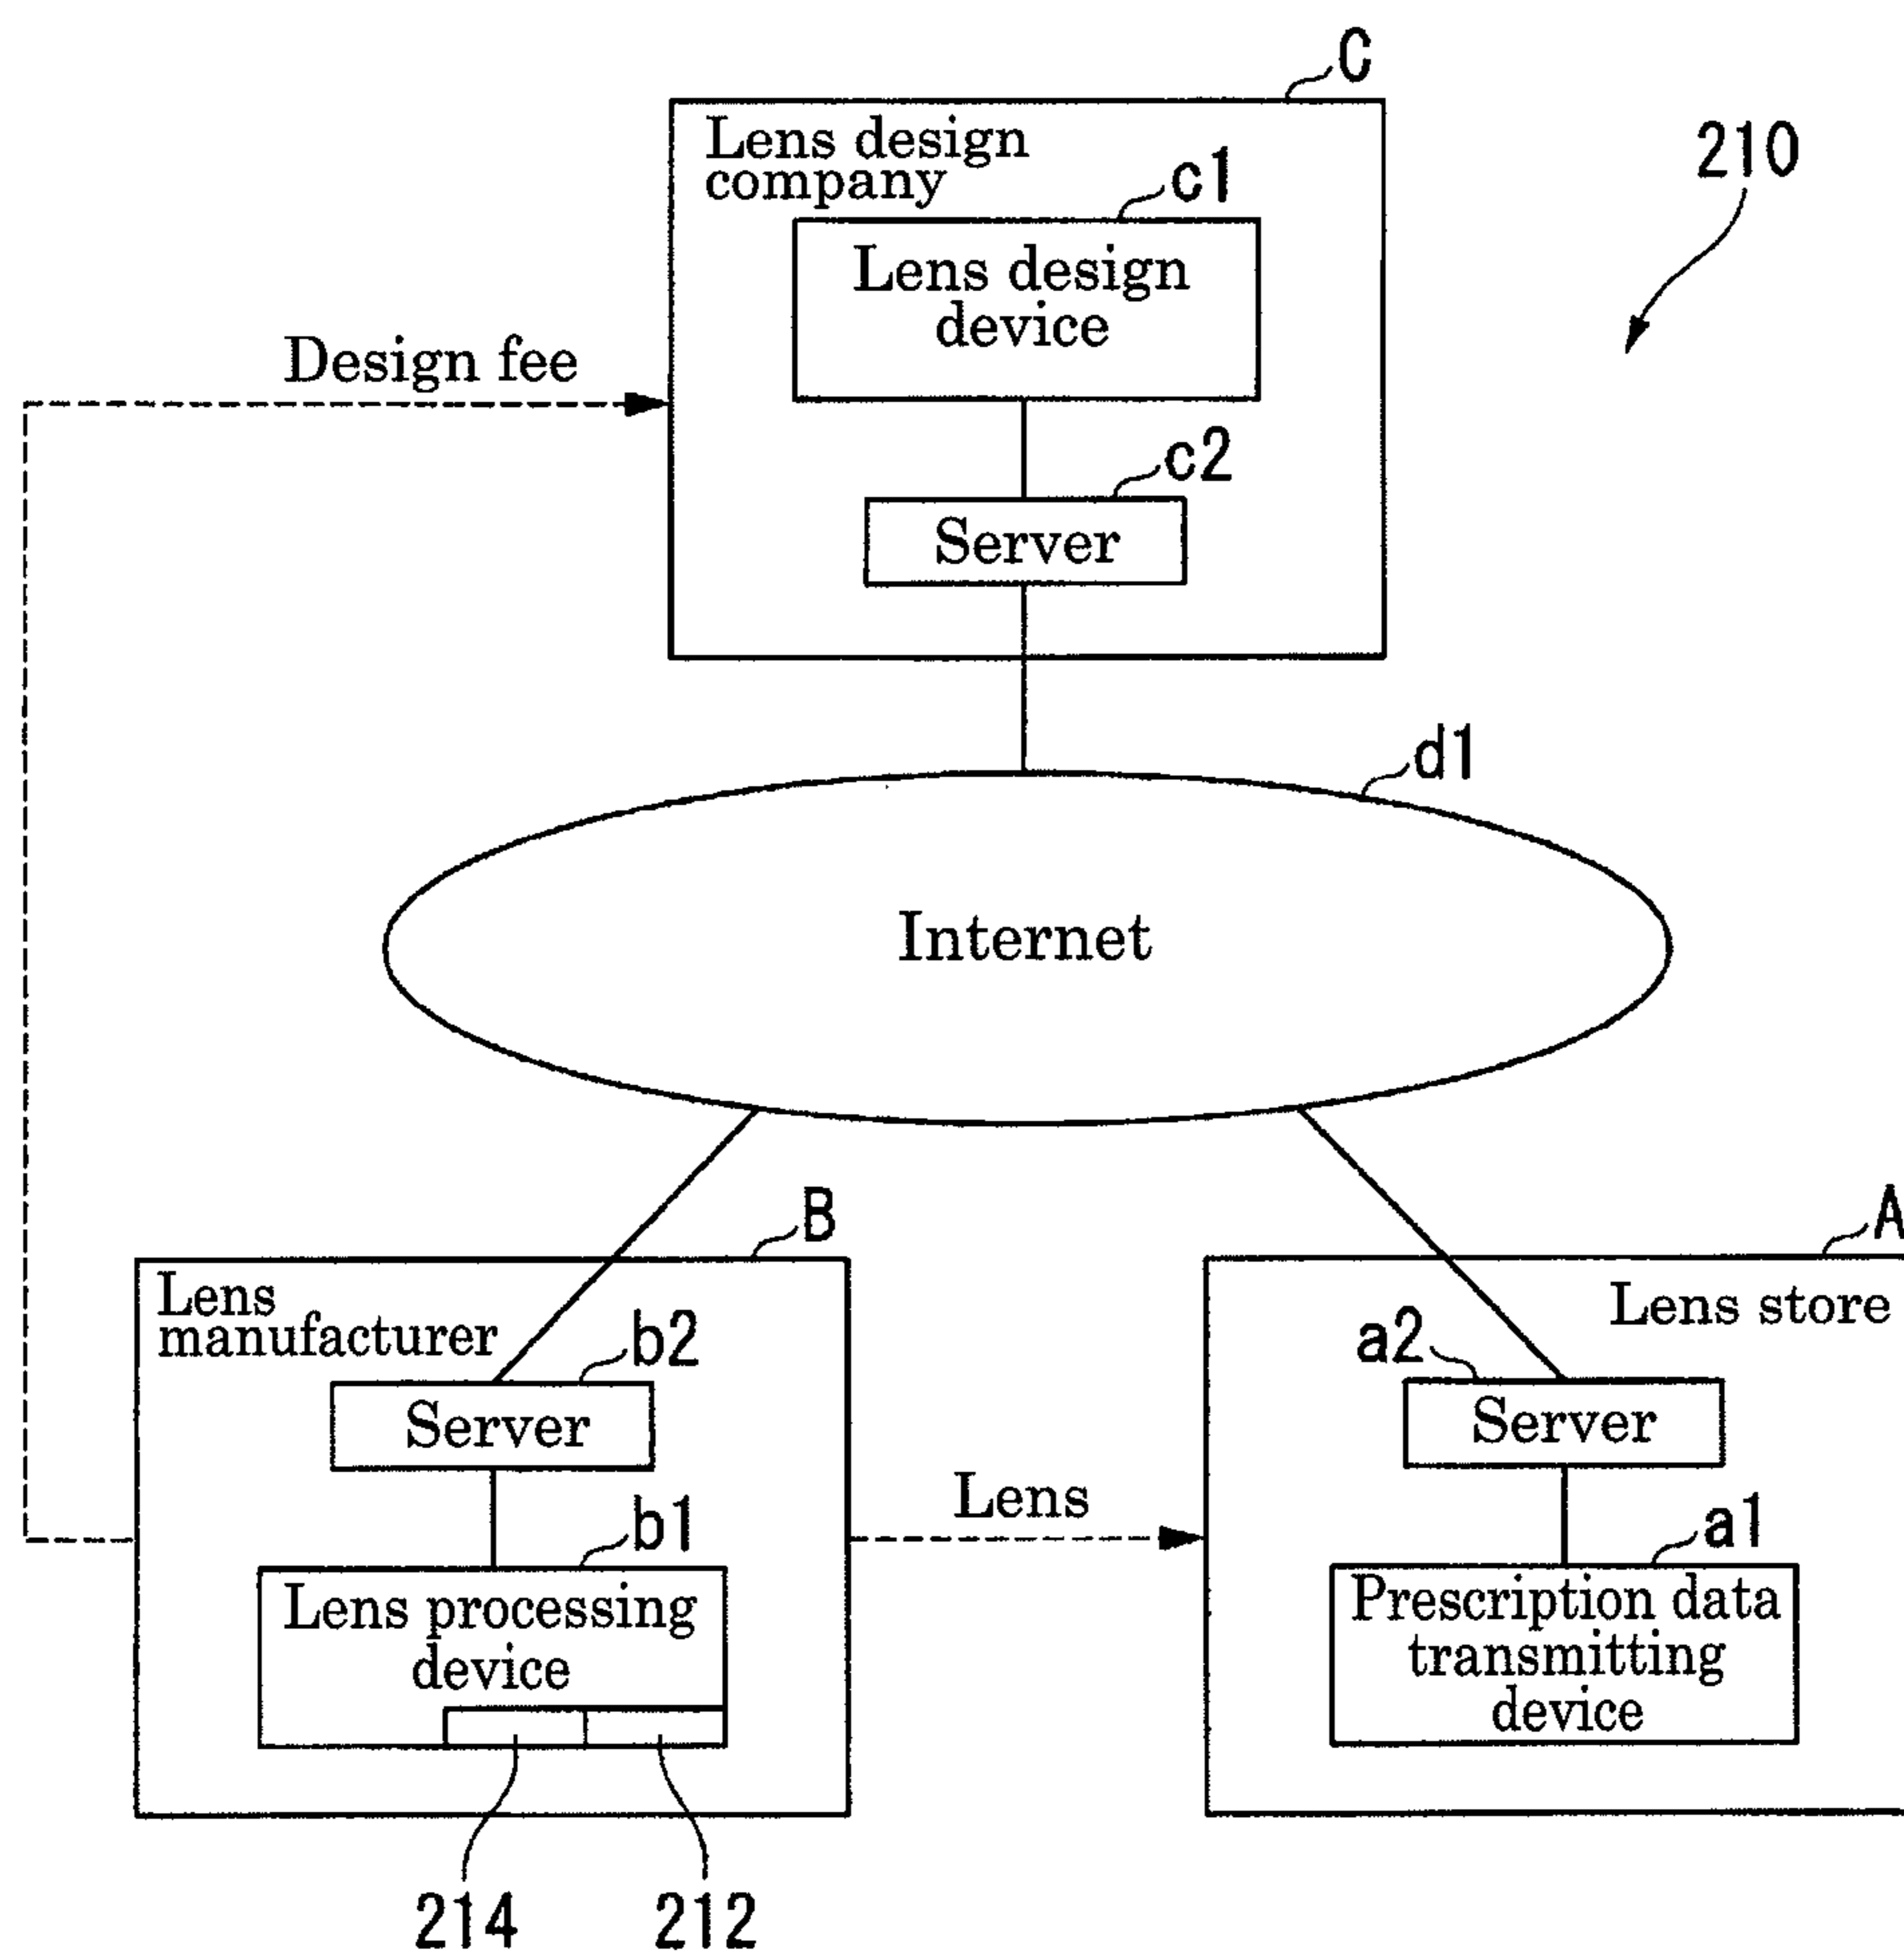 C
Lens design
company
210
c1
Lens design
device
Design fee
c2
Server
d1
Internet
B
A
Lens
manufacturer
Lens store
b2
a2
Server
Server
Lens
b1
a1
Lens processing
device
Prescription data
transmitting
device
214
212